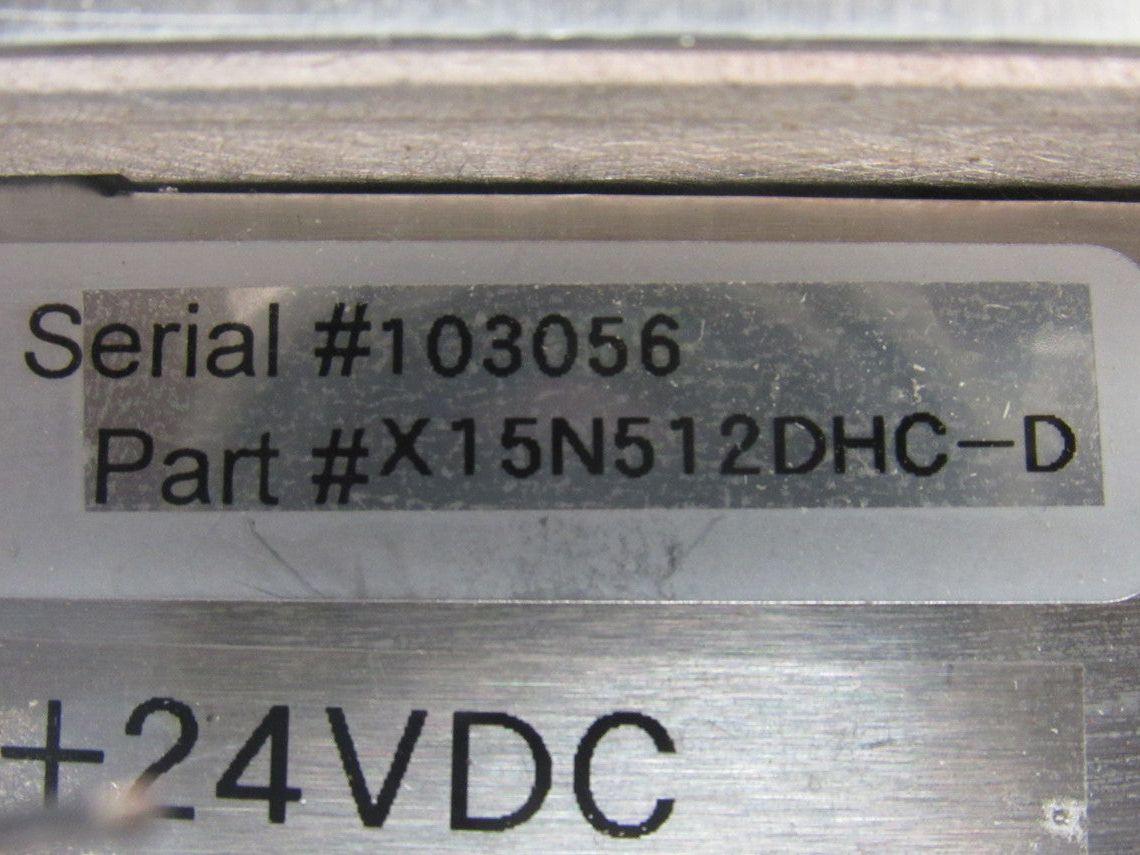 Serial #103056
Part #X15N512DHC-D
+24VDC